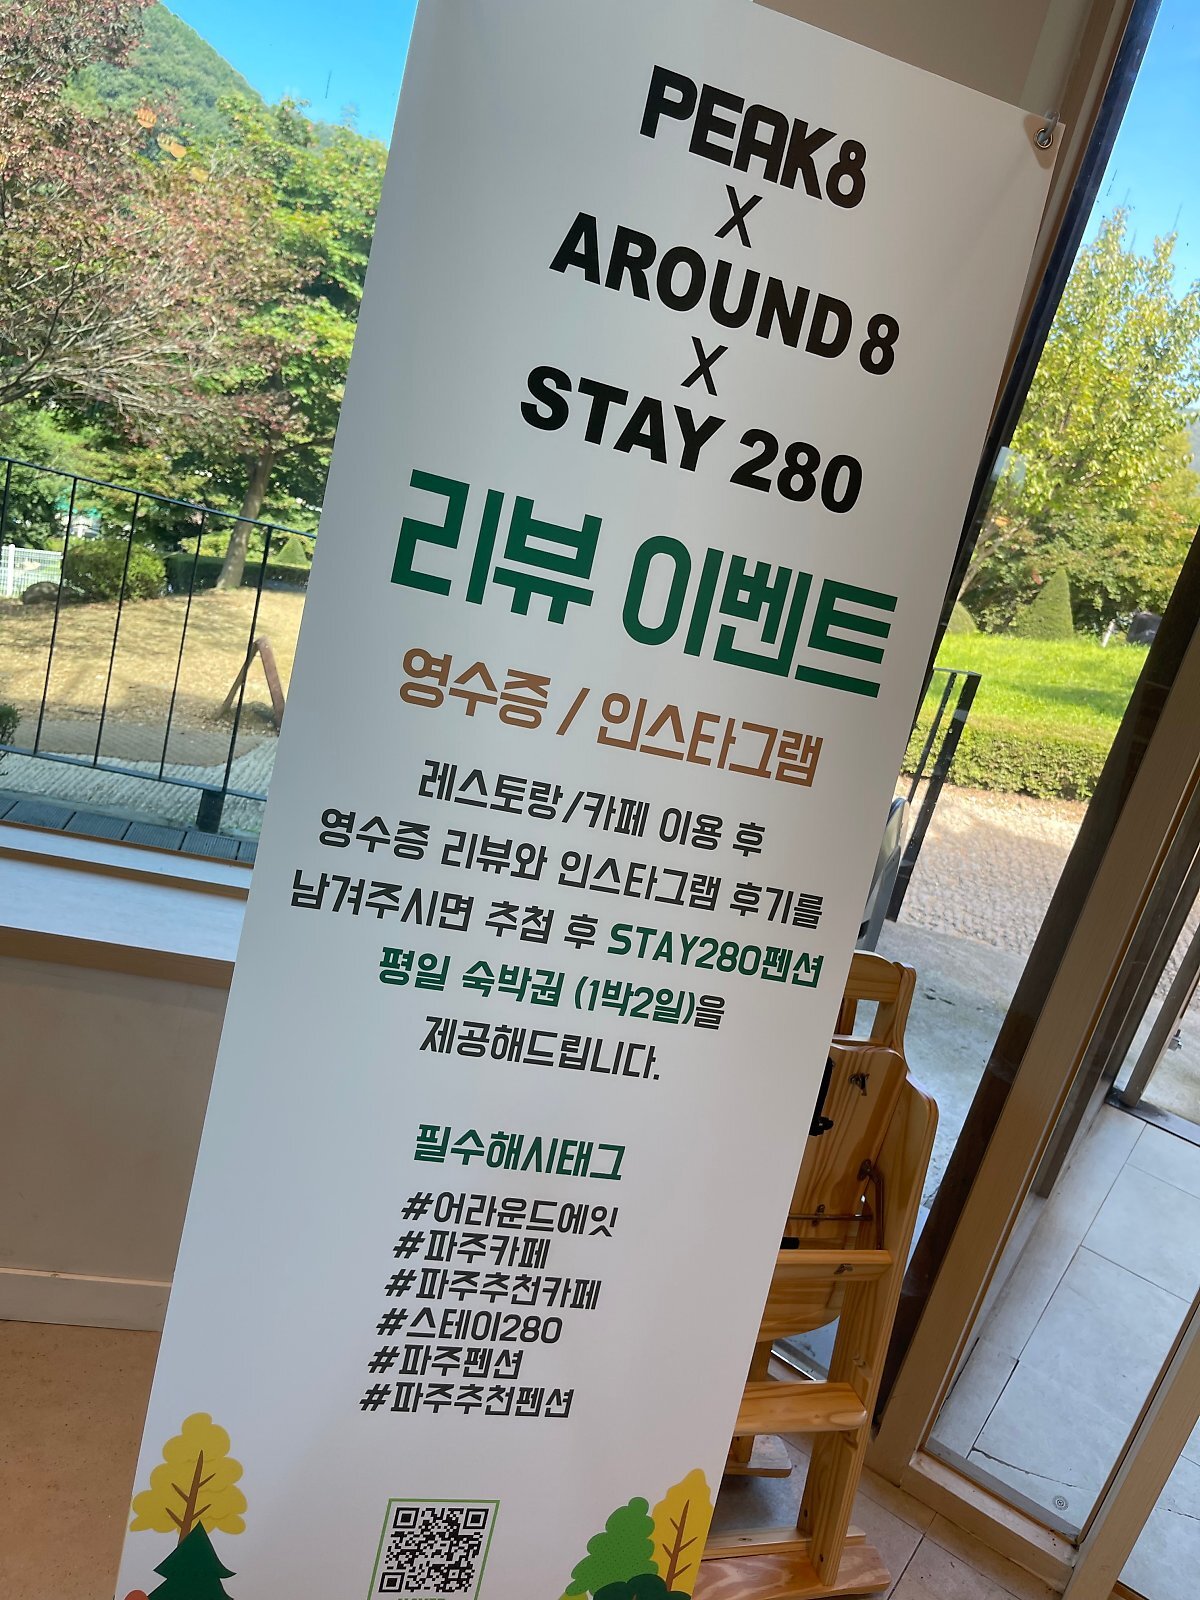 PEAK8
X
AROUND 8
X
STAY 280
리뷰 이벤트
영수증 / 인스타그램
레스토랑/카페 이용 후
영수증 리뷰와 인스타그램 후기를
남겨주시면 추첨 후 STAY280펜션
평일 숙박권 (1박2일)을
제공해드립니다.
필수해시태그
#어라운드에잇
#파주카페
#파주추천카페
#스테이280
#파주펜션
#파주추천펜션